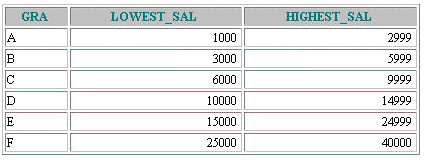 GRA LOWEST_SAL HIGHEST_SAL
A 1000 2999
B 3000 5999
C 6000 9999
D 10000 14999
E 15000 24999
F 25000 40000